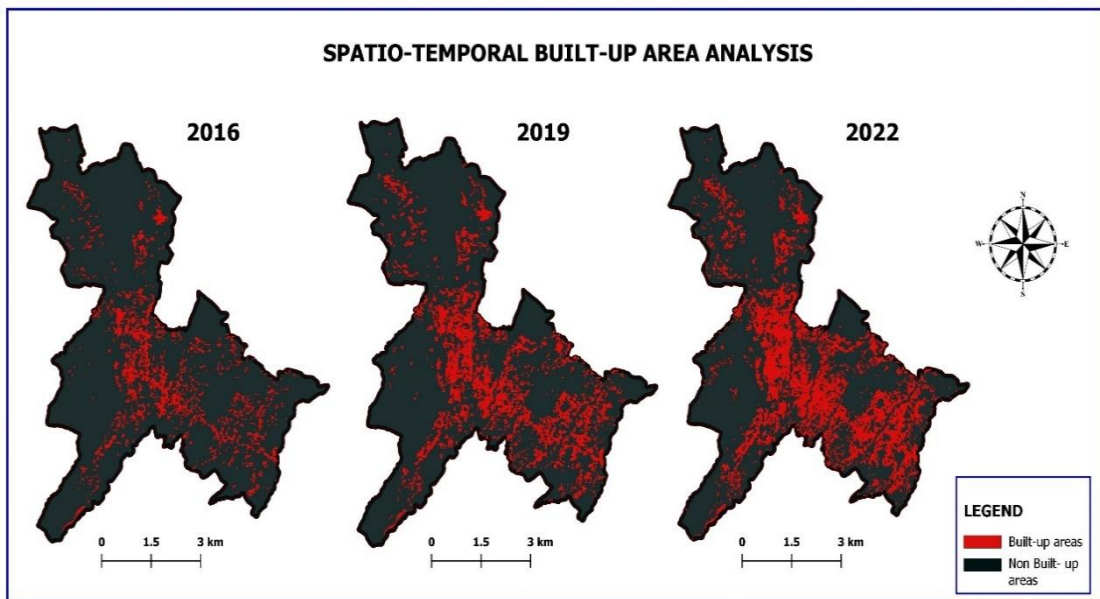 SPATIO-TEMPORAL BUILT-UP AREA ANALYSIS
2016
2019
2022
N
W
E
S
0 1.5 3 km
0 1.5 3 km
0 1.5 3 km
LEGEND
Built-up areas
Non Built- up
areas